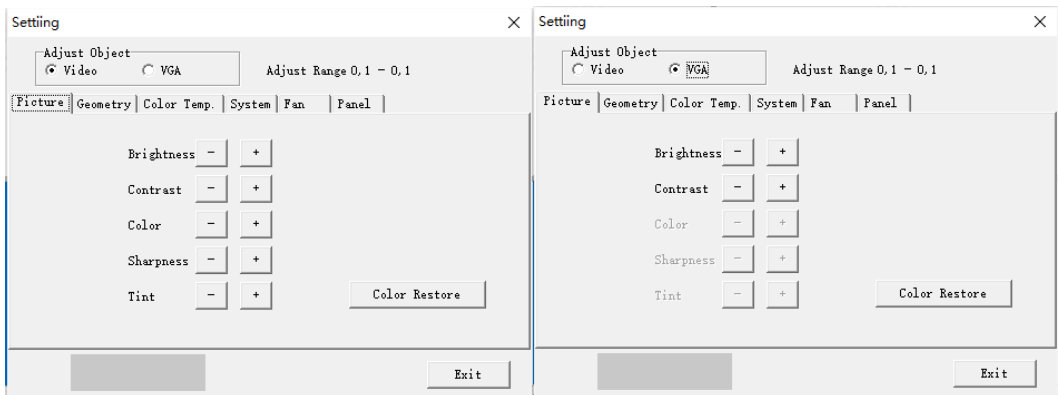 Settiing
Adjust Object
Video VGA
Adjust Range 0, 1 - 0, 1
Picture Geometry Color Temp. System Fan Panel
Brightness - +
Contrast - +
Color - +
Sharpness - +
Tint - +
Color Restore
Exit
Settiing
Adjust Object
Video VGA
Adjust Range 0, 1 - 0, 1
Picture Geometry Color Temp. System Fan Panel
Brightness - +
Contrast - +
Color - +
Sharpness - +
Tint - +
Color Restore
Exit